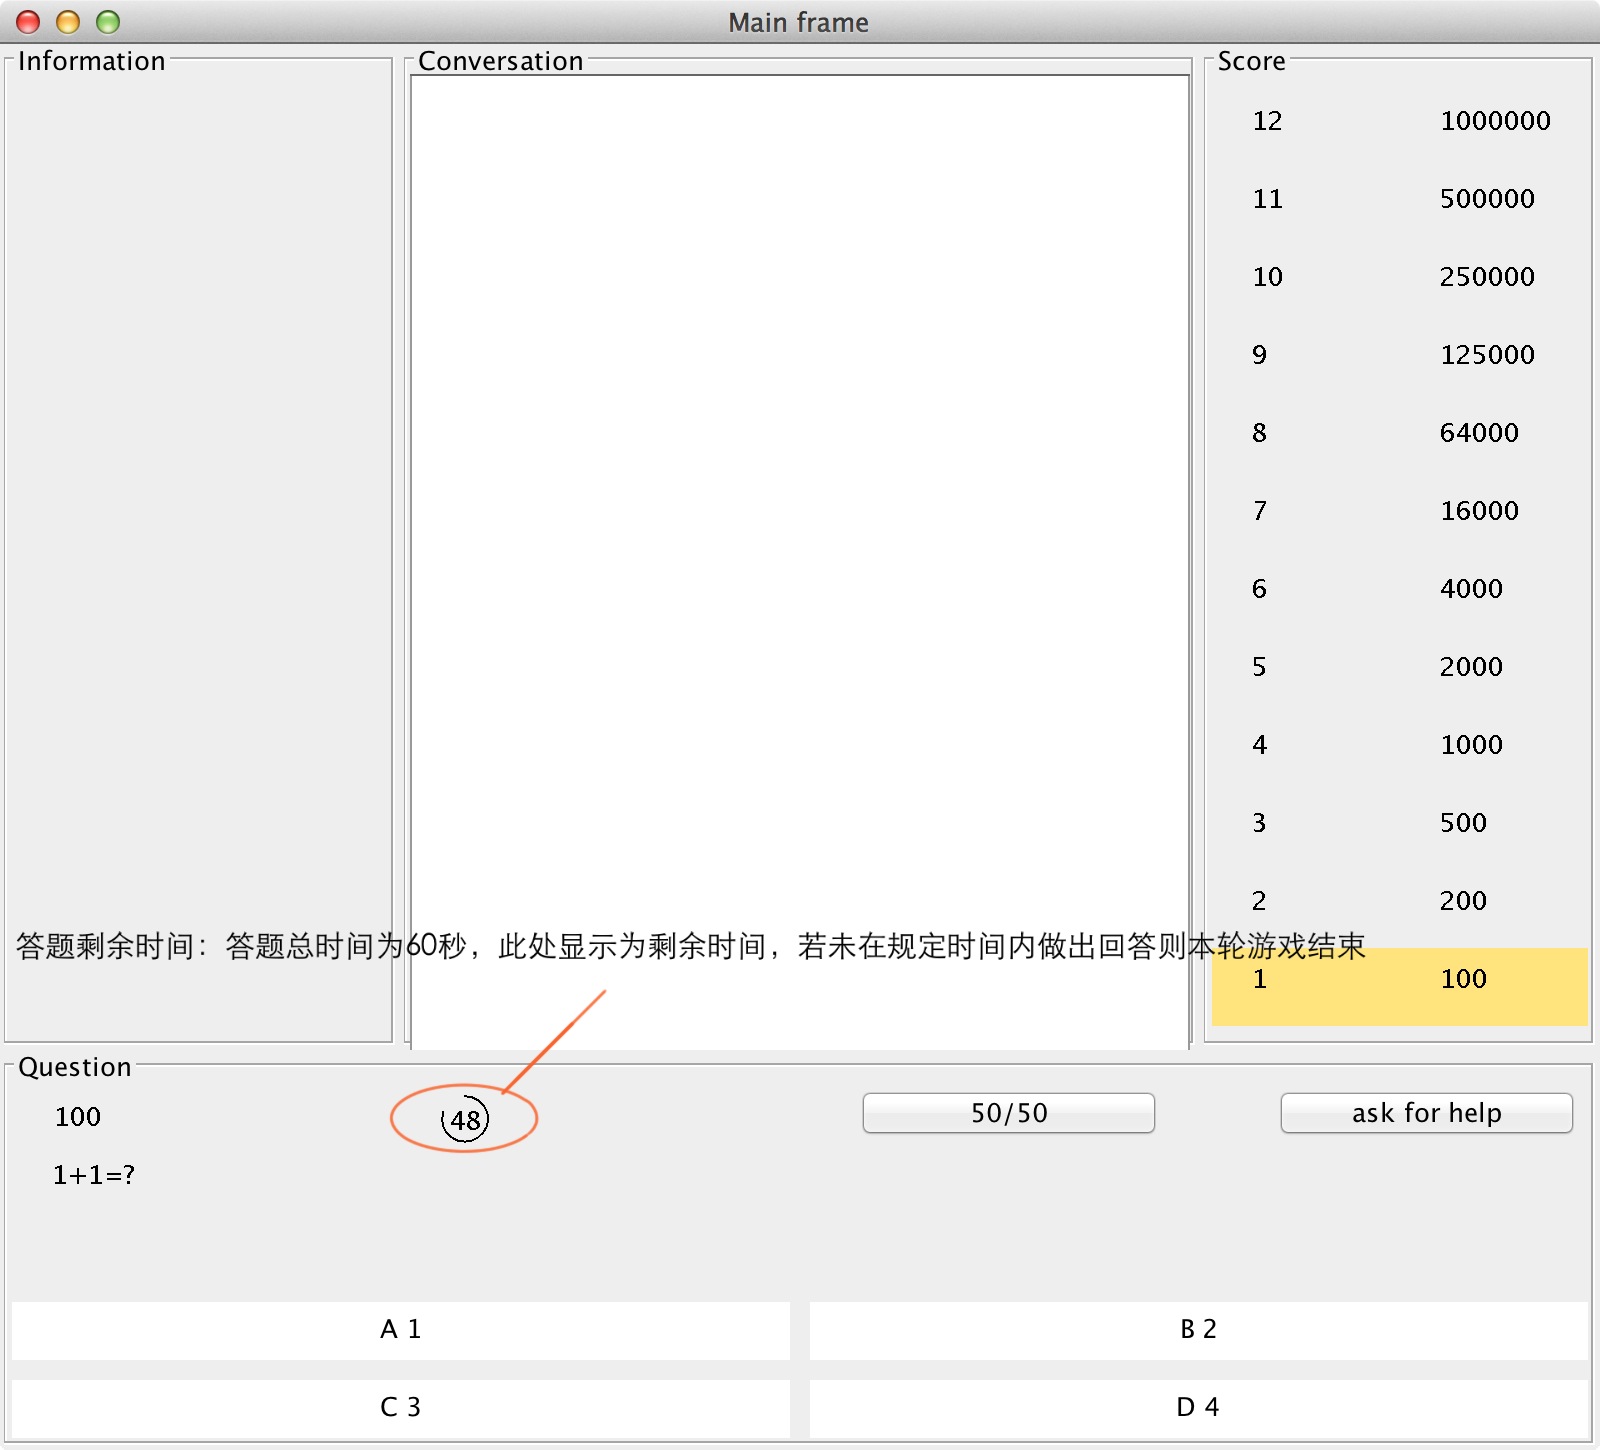 Main frame
Information
Conversation
Score
12 1000000
11 500000
10 250000
9 125000
8 64000
7 16000
6 4000
5 2000
4 1000
3 500
2 200
答题剩余时间：答题总时间为60秒，此处显示为剩余时间，若未在规定时间内做出回答则本轮游戏结束
1 100
Question
100 48 50/50 ask for help
1+1=?
A 1 B 2
C 3 D 4